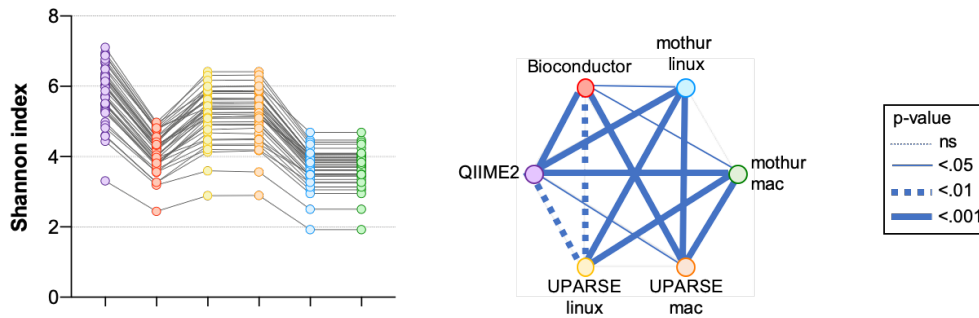 8
6
4
2
0
Shannon index
mothur
linux
Bioconductor
QIIME2
mothur
mac
UPARSE
linux
UPARSE
mac
p-value
ns
<.05
<.01
<.001